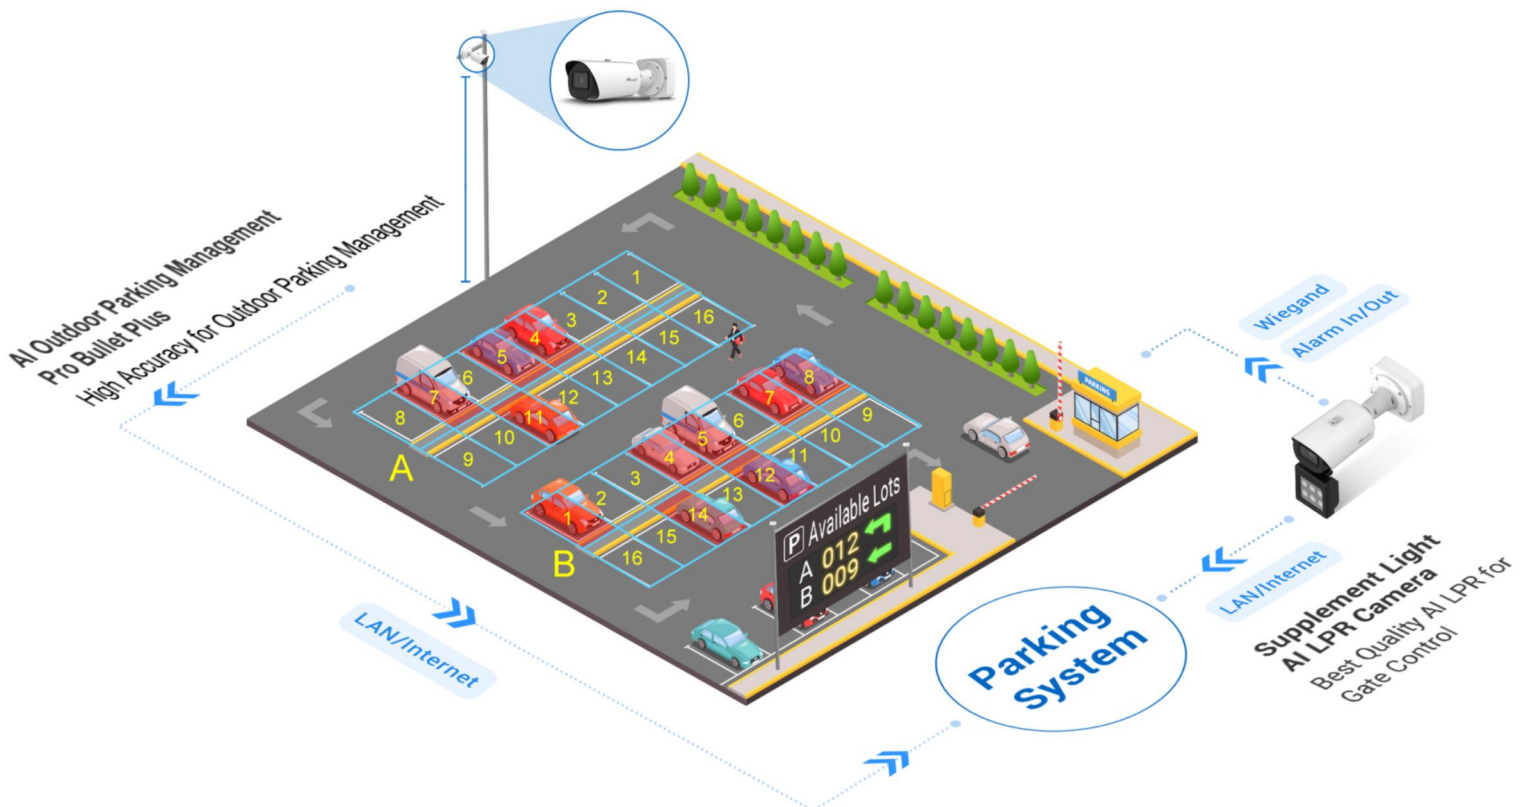 AI Outdoor Parking Management
Pro Bullet Plus
High Accuracy for Outdoor Parking Management
1
2
3
4
5
6
7
8
16
15
14
13
12
11
10
9
A
8
7
6
5
4
3
2
1
9
10
11
12
13
14
15
16
B
P Available Lots
A 012
B 009
PARKING
Wiegand
Alarm In/Out
LAN/Internet
Supplement Light
AI LPR Camera
Best Quality AI LPR for
Gate Control
LAN/Internet
Parking
System